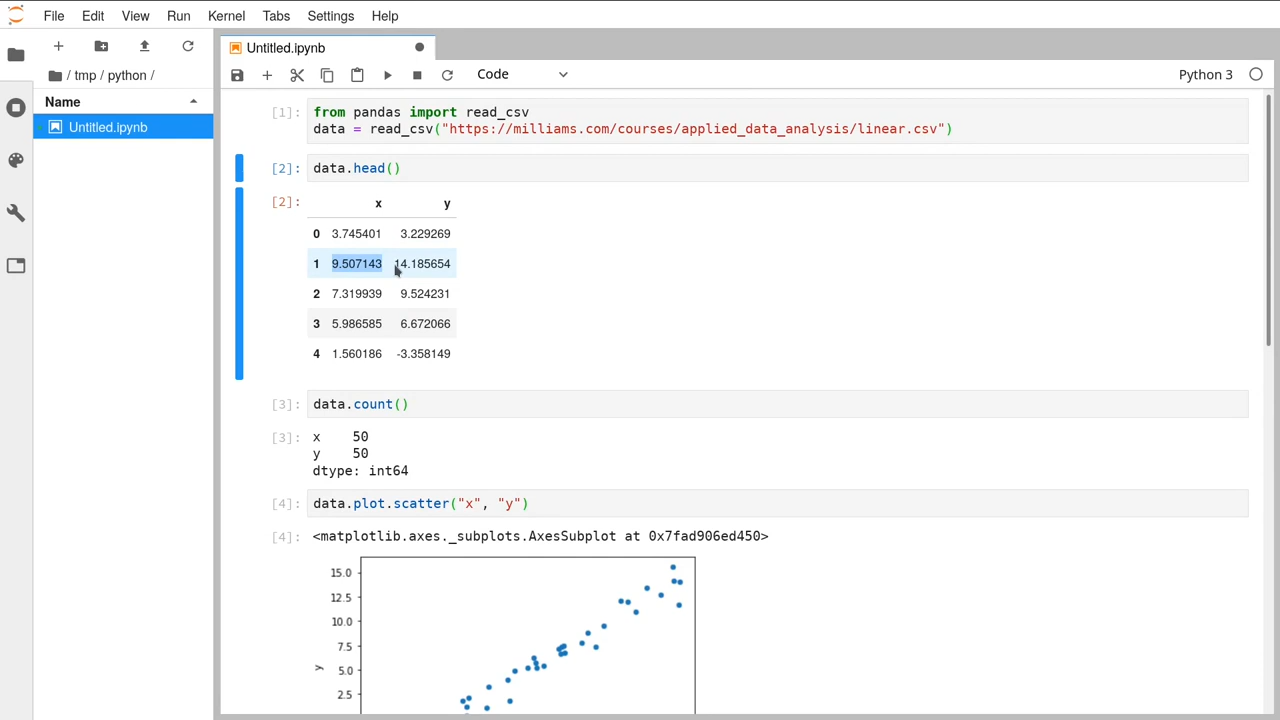 File Edit View Run Kernel Tabs Settings Help
/ tmp / python /
Name
Untitled.ipynb
Untitled.ipynb
Code
Python 3
[1]: from pandas import read_csv
data = read_csv("https://milliams.com/courses/applied_data_analysis/linear.csv")
[2]: data.head()
[2]: x y
0 3.745401 3.229269
1 9.507143 14.185654
2 7.319939 9.524231
3 5.986585 6.672066
4 1.560186 -3.358149
[3]: data.count()
[3]: x 50
y 50
dtype: int64
[4]: data.plot.scatter("x", "y")
[4]: <matplotlib.axes._subplots.AxesSubplot at 0x7fad906ed450>
15.0
12.5
10.0
7.5
5.0
y
2.5